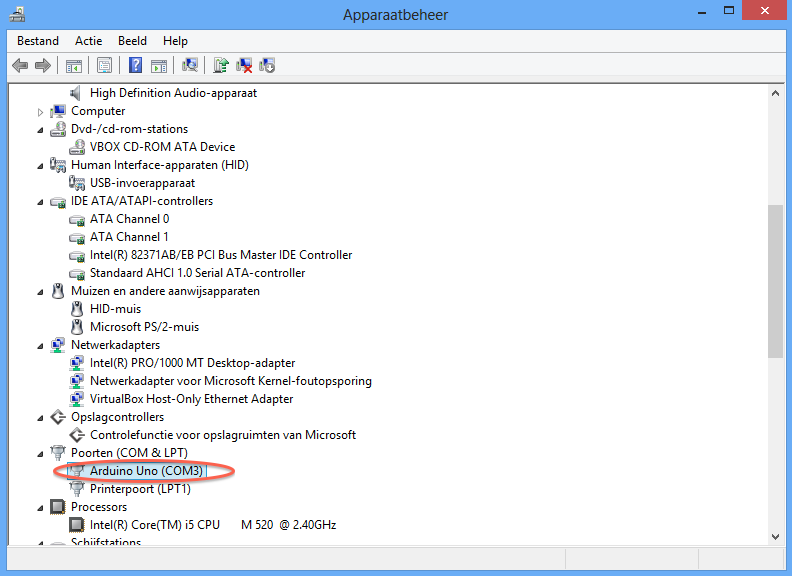 Apparaatbeheer
Bestand Actie Beeld Help
High Definition Audio-apparaat
Computer
Dvd-/cd-rom-stations
VBOX CD-ROM ATA Device
Human Interface-apparaten (HID)
USB-invoerapparaat
IDE ATA/ATAPI-controllers
ATA Channel 0
ATA Channel 1
Intel(R) 82371AB/EB PCI Bus Master IDE Controller
Standaard AHCI 1.0 Serial ATA-controller
Muizen en andere aanwijsapparaten
HID-muis
Microsoft PS/2-muis
Netwerkadapters
Intel(R) PRO/1000 MT Desktop-adapter
Netwerkadapter voor Microsoft Kernel-foutopsporing
VirtualBox Host-Only Ethernet Adapter
Opslagcontrollers
Controlefunctie voor opslagruimten van Microsoft
Poorten (COM & LPT)
Arduino Uno (COM3)
Printerpoort (LPT1)
Processors
Intel(R) Core(TM) i5 CPU M 520 @ 2.40GHz
Schijfstations